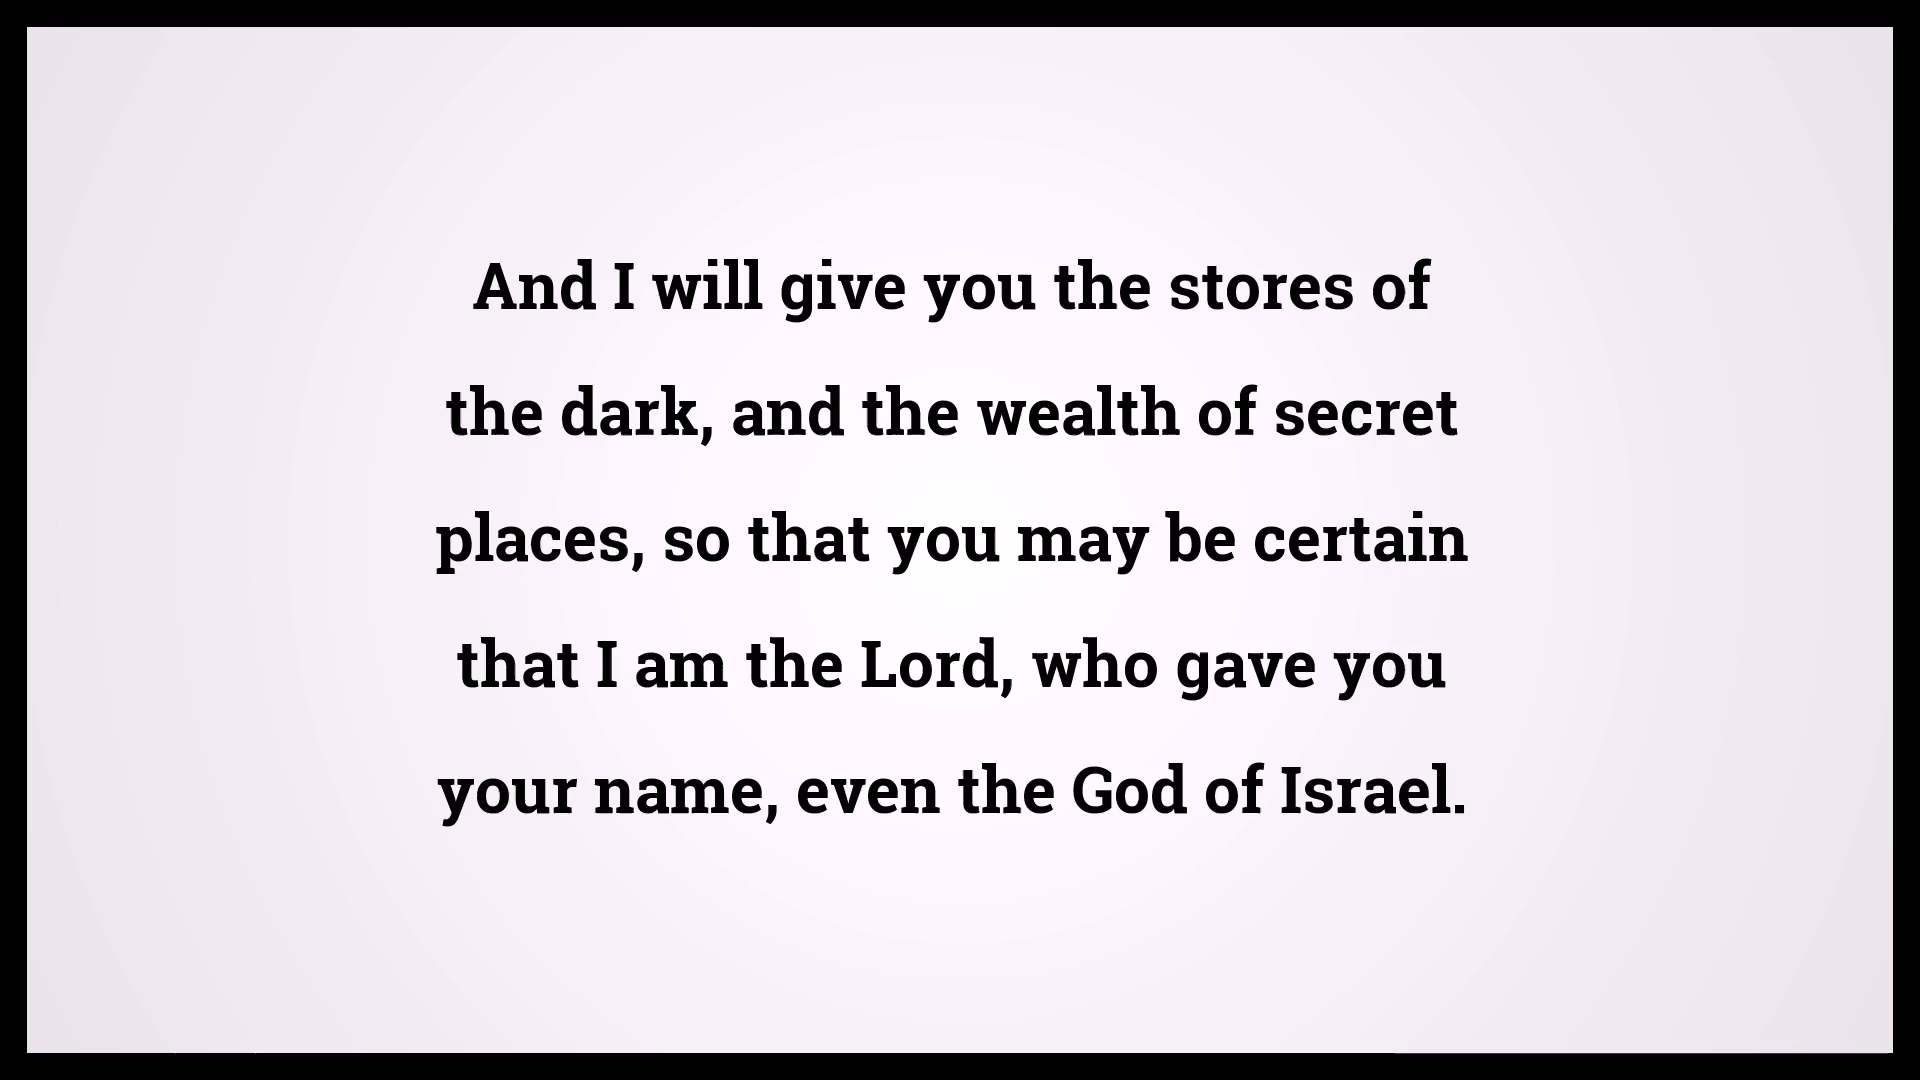 And I will give you the stores of
the dark, and the wealth of secret
places, so that you may be certain
that I am the Lord, who gave you
your name, even the God of Israel.